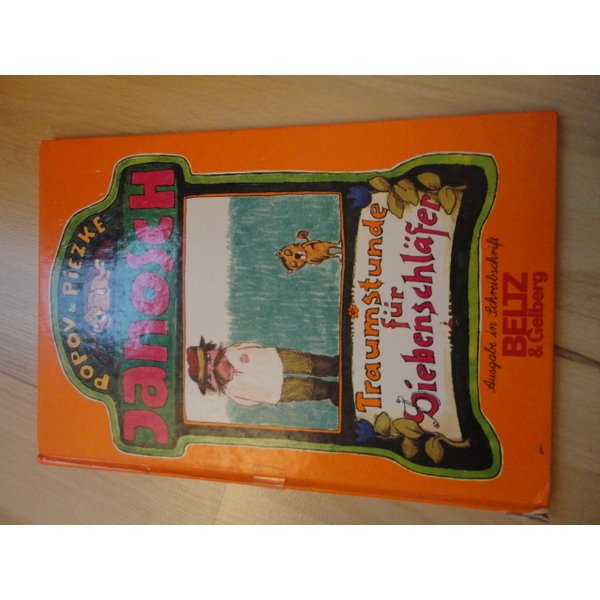 POPOV & PIEZKE
JANOSCH
Traumstunde
für
Siebenschläfer
Ausgabe in Schreibschrift
BELTZ
& Gelberg